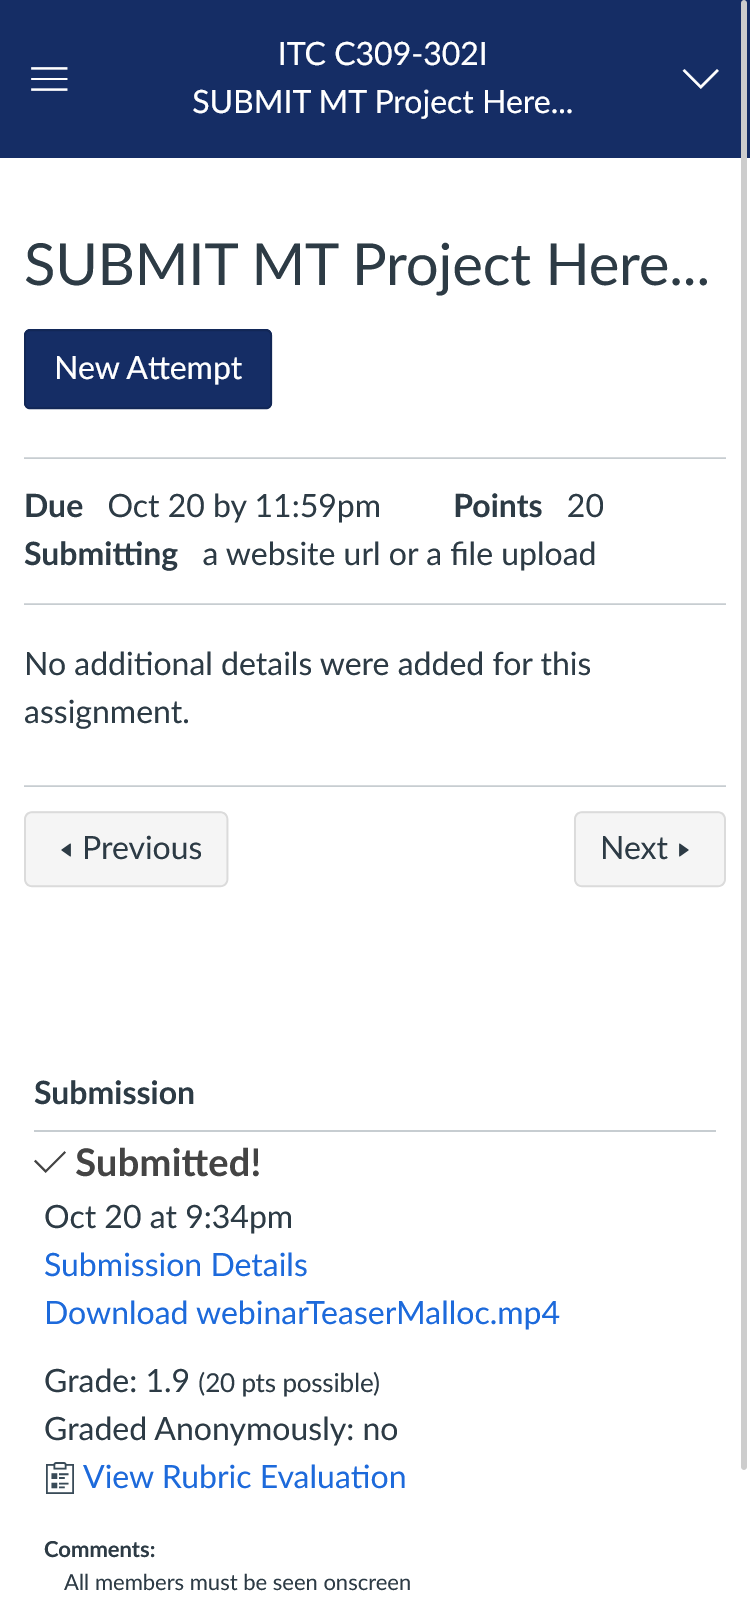 ITC C309-302I
SUBMIT MT Project Here...
SUBMIT MT Project Here...
New Attempt
Due Oct 20 by 11:59pm Points 20
Submitting a website url or a file upload
No additional details were added for this
assignment.
Previous Next
Submission
Submitted!
Oct 20 at 9:34pm
Submission Details
Download webinarTeaserMalloc.mp4
Grade: 1.9 (20 pts possible)
Graded Anonymously: no
View Rubric Evaluation
Comments:
All members must be seen onscreen